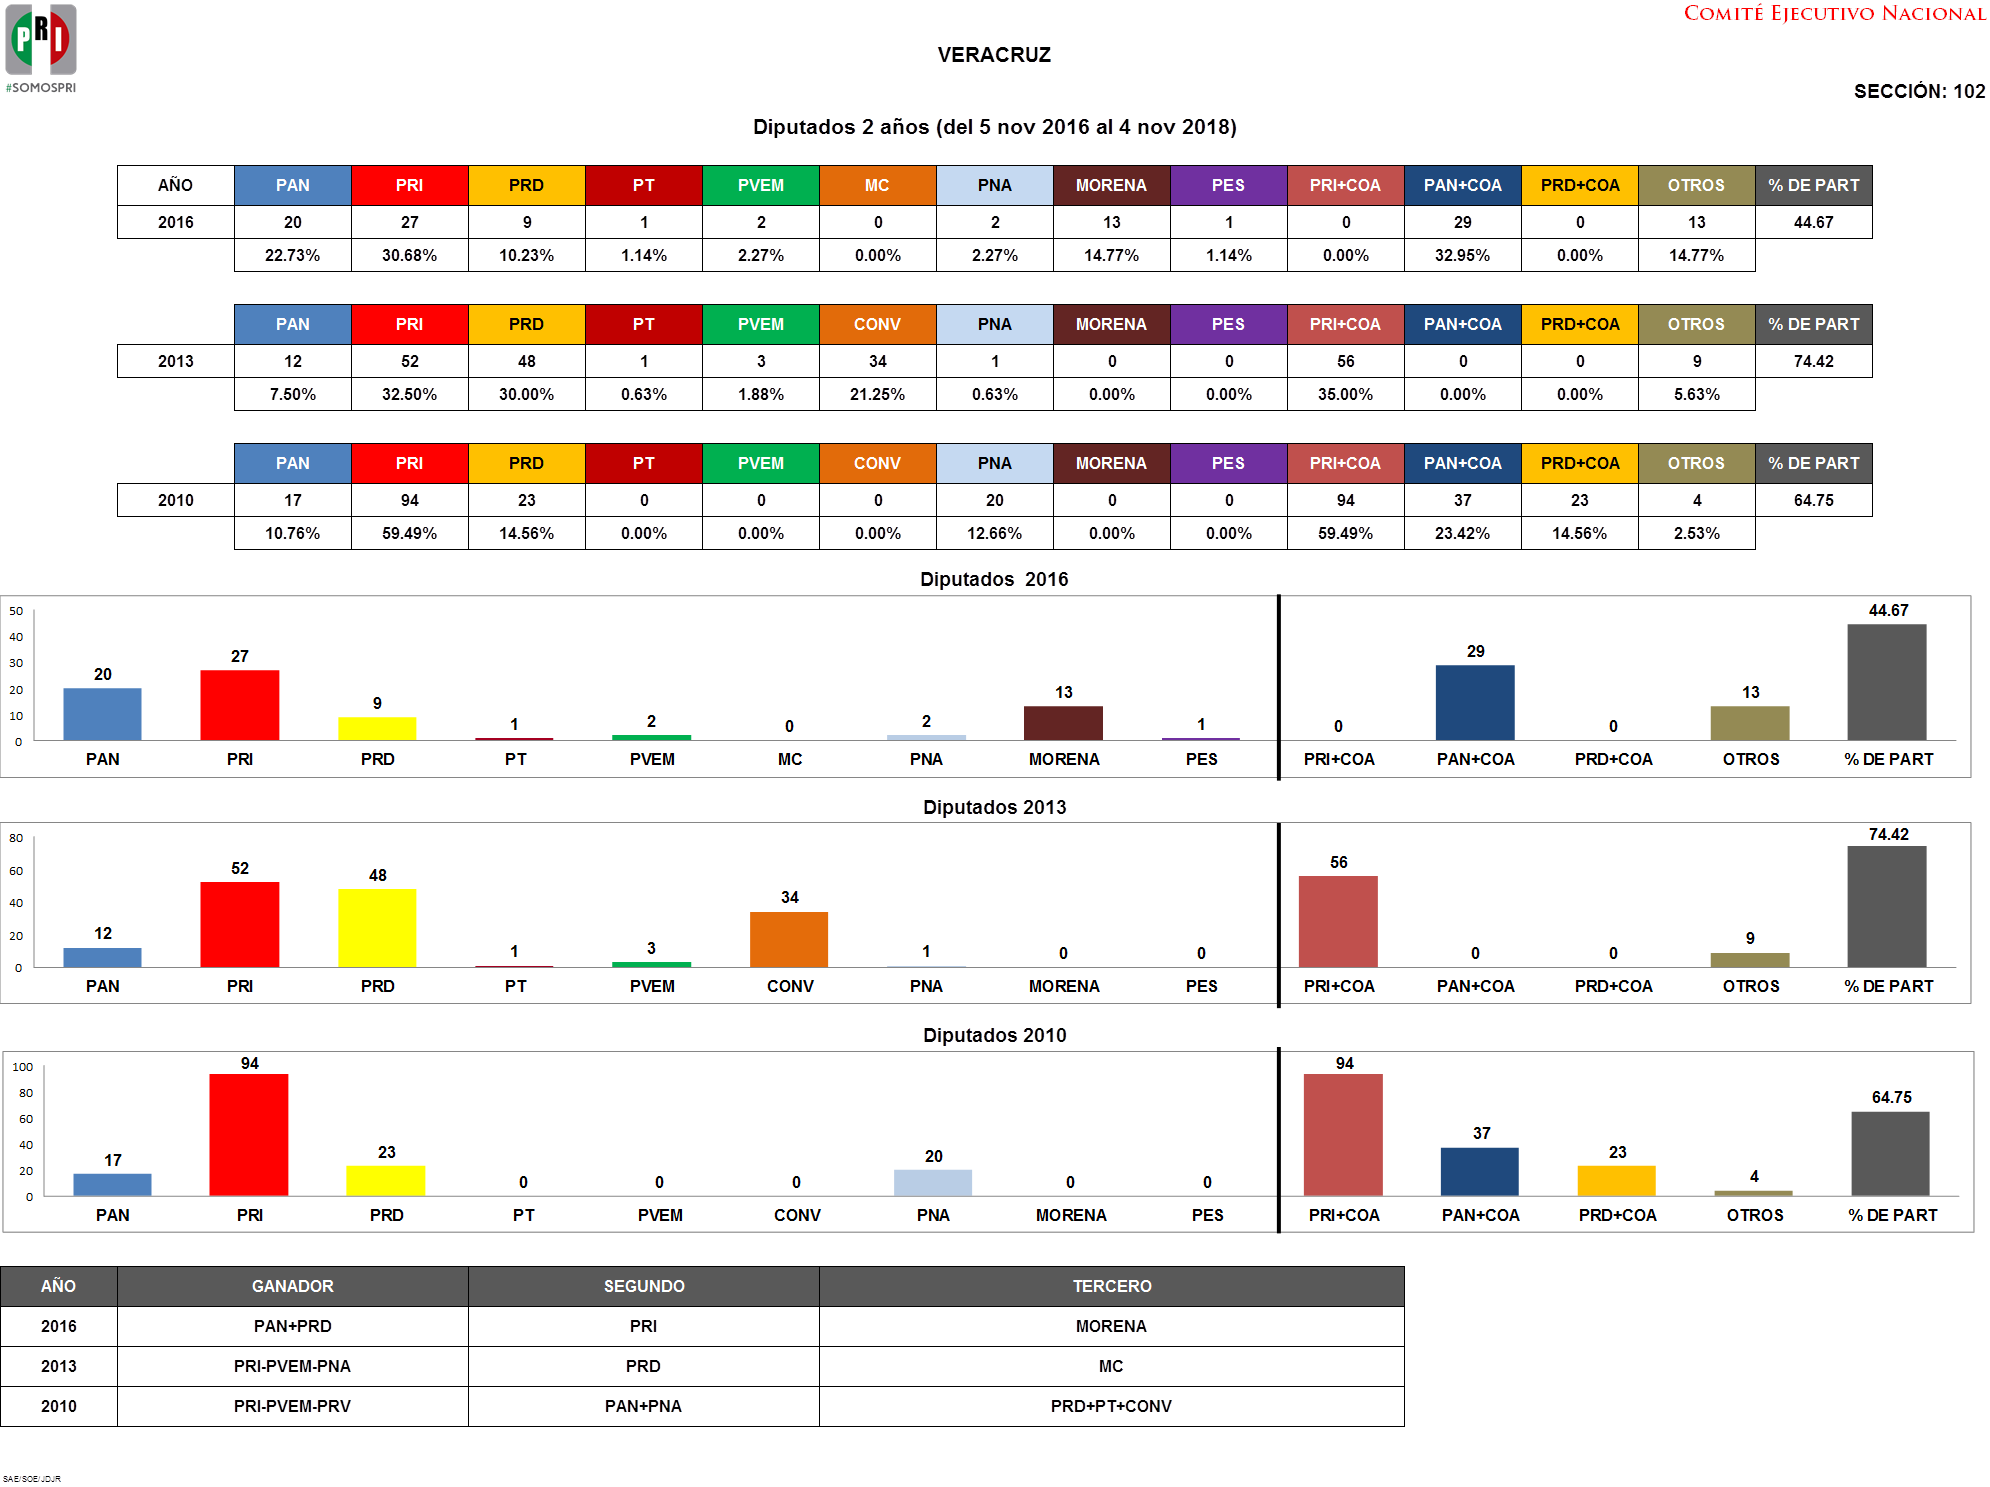 PRI
#SOMOSPRI
COMITÉ EJECUTIVO NACIONAL
VERACRUZ
SECCIÓN: 102
Diputados 2 años (del 5 nov 2016 al 4 nov 2018)
AÑO PAN PRI PRD PT PVEM MC PNA MORENA PES PRI+COA PAN+COA PRD+COA OTROS % DE PART
2016 20 27 9 1 2 0 2 13 1 0 29 0 13 44.67
22.73% 30.68% 10.23% 1.14% 2.27% 0.00% 2.27% 14.77% 1.14% 0.00% 32.95% 0.00% 14.77%
PAN PRI PRD PT PVEM CONV PNA MORENA PES PRI+COA PAN+COA PRD+COA OTROS % DE PART
2013 12 52 48 1 3 34 1 0 0 56 0 0 9 74.42
7.50% 32.50% 30.00% 0.63% 1.88% 21.25% 0.63% 0.00% 0.00% 35.00% 0.00% 0.00% 5.63%
PAN PRI PRD PT PVEM CONV PNA MORENA PES PRI+COA PAN+COA PRD+COA OTROS % DE PART
2010 17 94 23 0 0 0 20 0 0 94 37 23 4 64.75
10.76% 59.49% 14.56% 0.00% 0.00% 0.00% 12.66% 0.00% 0.00% 59.49% 23.42% 14.56% 2.53%
Diputados 2016
50
40
30
20
10
0
20 27 9 1 2 0 2 13 1 0 29 0 13 44.67
PAN PRI PRD PT PVEM MC PNA MORENA PES PRI+COA PAN+COA PRD+COA OTROS % DE PART
Diputados 2013
80
60
40
20
0
12 52 48 1 3 34 1 0 0 56 0 0 9 74.42
PAN PRI PRD PT PVEM CONV PNA MORENA PES PRI+COA PAN+COA PRD+COA OTROS % DE PART
Diputados 2010
100
80
60
40
20
0
17 94 23 0 0 0 20 0 0 94 37 23 4 64.75
PAN PRI PRD PT PVEM CONV PNA MORENA PES PRI+COA PAN+COA PRD+COA OTROS % DE PART
AÑO GANADOR SEGUNDO TERCERO
2016 PAN+PRD PRI MORENA
2013 PRI-PVEM-PNA PRD MC
2010 PRI-PVEM-PRV PAN+PNA PRD+PT+CONV
SAE/SOE/JDJR